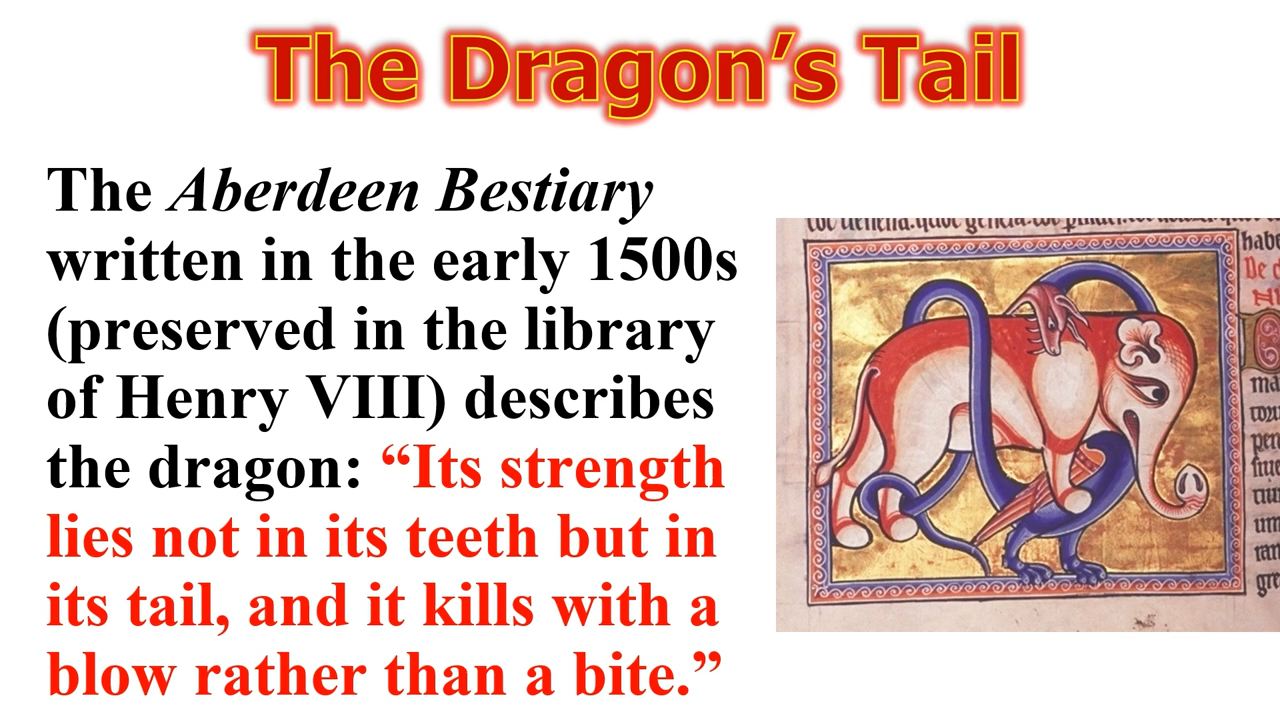 The Dragon’s Tail
The Aberdeen Bestiary
written in the early 1500s
(preserved in the library
of Henry VIII) describes
the dragon: “Its strength
lies not in its teeth but in
its tail, and it kills with a
blow rather than a bite.”